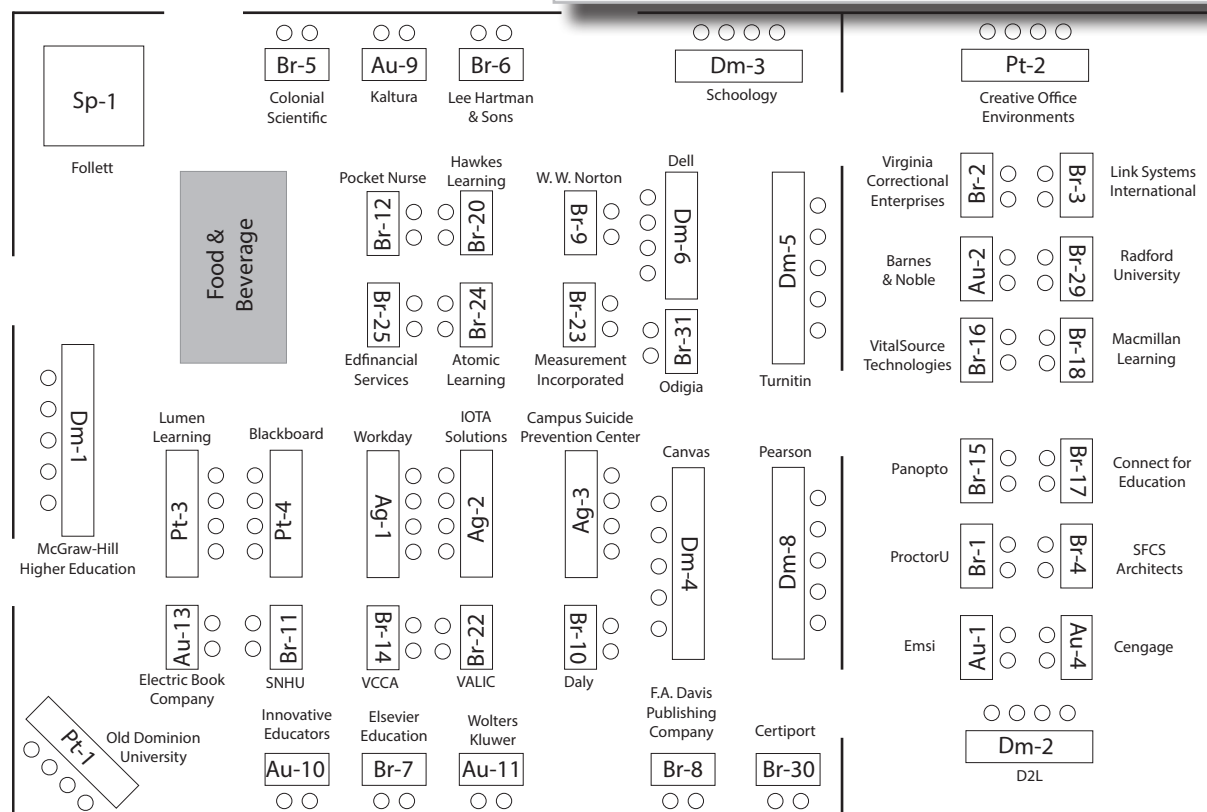 Sp-1
Follett
Br-5
Colonial
Scientific
Au-9
Kaltura
Br-6
Lee Hartman
& Sons
Dm-3
Schoology
Pt-2
Creative Office
Environments
Food &
Beverage
Pocket Nurse
Br-12
Hawkes
Learning
Br-20
W. W. Norton
Br-9
Dell
Dm-6
Dm-5
Turnitin
Virginia
Correctional
Enterprises
Br-2
Br-3
Link Systems
International
Barnes
& Noble
Au-2
Br-29
Radford
University
Br-25
Edfinancial
Services
Br-24
Atomic
Learning
Br-23
Measurement
Incorporated
Br-31
Odigia
VitalSource
Technologies
Br-16
Br-18
Macmillan
Learning
Dm-1
McGraw-Hill
Higher Education
Lumen
Learning
Pt-3
Blackboard
Pt-4
Workday
Ag-1
IOTA
Solutions
Ag-2
Campus Suicide
Prevention Center
Ag-3
Canvas
Dm-4
Pearson
Dm-8
Panopto
Br-15
Br-17
Connect for
Education
ProctorU
Br-1
Br-4
SFCS
Architects
Au-13
Electric Book
Company
Br-11
SNHU
Br-14
VCCA
Br-22
VALIC
Br-10
Daly
Emsi
Au-1
Au-4
Cengage
Pt-1
Old Dominion
University
Innovative
Educators
Au-10
Elsevier
Education
Br-7
Wolters
Kluwer
Au-11
F.A. Davis
Publishing
Company
Br-8
Certiport
Br-30
Dm-2
D2L